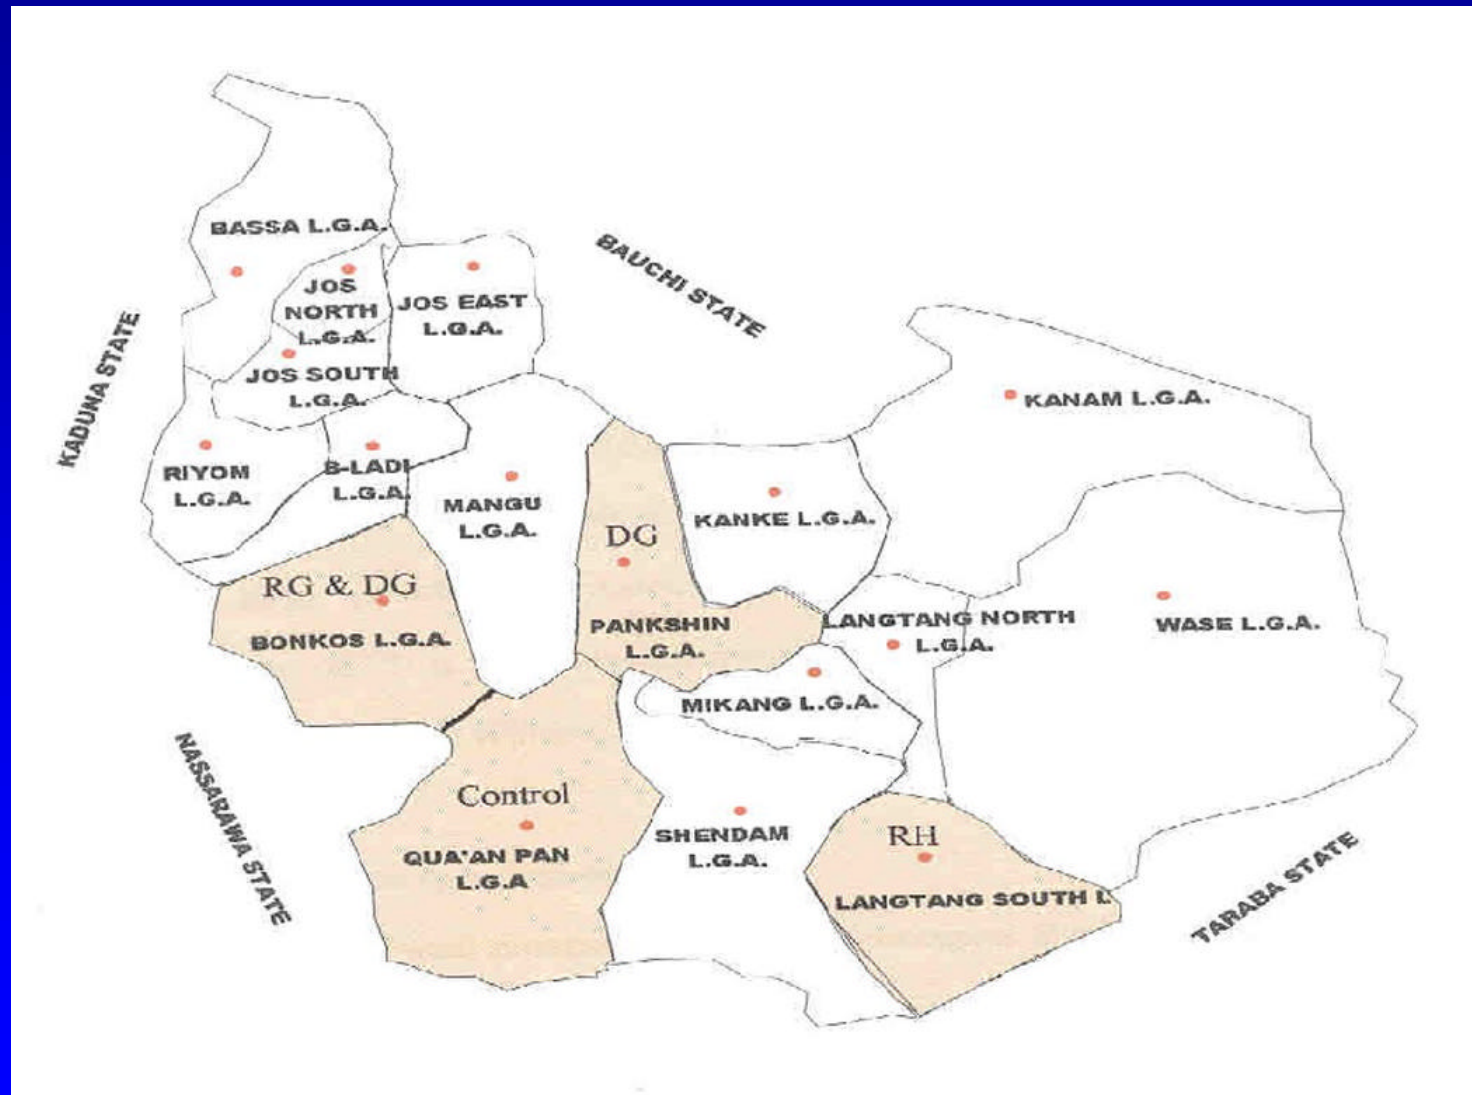 BASSA L.G.A.
BAUCHI STATE
JOS
NORTH
L.G.A.
JOS EAST
L.G.A.
KADUNA STATE
JOS SOUTH
L.G.A.
KANAM L.G.A.
RIYOM
L.G.A.
B-LADI
L.G.A.
MANGU
L.G.A.
DG
KANKE L.G.A.
RG & DG
BONKOS L.G.A.
PANKSHIN
L.G.A.
LANGTANG NORTH
L.G.A.
WASE L.G.A.
MIKANG L.G.A.
NASSARAWA STATE
Control
QUA'AN PAN
L.G.A
SHENDAM
L.G.A.
RH
LANGTANG SOUTH L
TARABA STATE